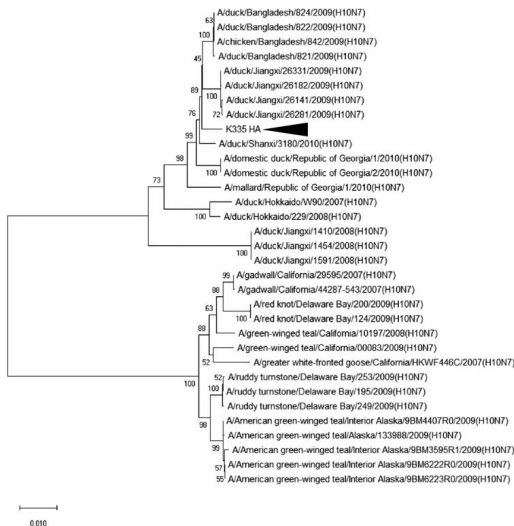 63
A/duck/Bangladesh/824/2009(H10N7)
A/duck/Bangladesh/822/2009(H10N7)
100
A/chicken/Bangladesh/842/2009(H10N7)
45
A/duck/Bangladesh/821/2009(H10N7)
A/duck/Jiangxi/26331/2009(H10N7)
89
A/duck/Jiangxi/26182/2009(H10N7)
100
A/duck/Jiangxi/26141/2009(H10N7)
76
72
A/duck/Jiangxi/26281/2009(H10N7)
K335 HA
99
A/duck/Shanxi/3180/2010(H10N7)
98
A/domestic duck/Republic of Georgia/1/2010(H10N7)
100
A/domestic duck/Republic of Georgia/2/2010(H10N7)
73
A/mallard/Republic of Georgia/1/2010(H10N7)
A/duck/Hokkaido/W90/2007(H10N7)
100
A/duck/Hokkaido/229/2008(H10N7)
A/duck/Jiangxi/1410/2008(H10N7)
100
A/duck/Jiangxi/1454/2008(H10N7)
A/duck/Jiangxi/1591/2008(H10N7)
99
A/gadwall/California/29595/2007(H10N7)
88
A/gadwall/California/44287-543/2007(H10N7)
63
A/red knot/Delaware Bay/200/2009(H10N7)
100
A/red knot/Delaware Bay/124/2009(H10N7)
89
A/green-winged teal/California/10197/2008(H10N7)
A/green-winged teal/California/00083/2009(H10N7)
52
A/greater white-fronted goose/California/HKWF446C/2007(H10N7)
100
52
A/ruddy turnstone/Delaware Bay/253/2009(H10N7)
100
A/ruddy turnstone/Delaware Bay/195/2009(H10N7)
A/ruddy turnstone/Delaware Bay/249/2009(H10N7)
98
A/American green-winged teal/Interior Alaska/9BM4407R0/2009(H10N7)
A/American green-winged teal/Alaska/133988/2009(H10N7)
99
A/American green-winged teal/Interior Alaska/9BM3595R1/2009(H10N7)
57
A/American green-winged teal/Interior Alaska/9BM6222R0/2009(H10N7)
55
A/American green-winged teal/Interior Alaska/9BM6223R0/2009(H10N7)
0.010